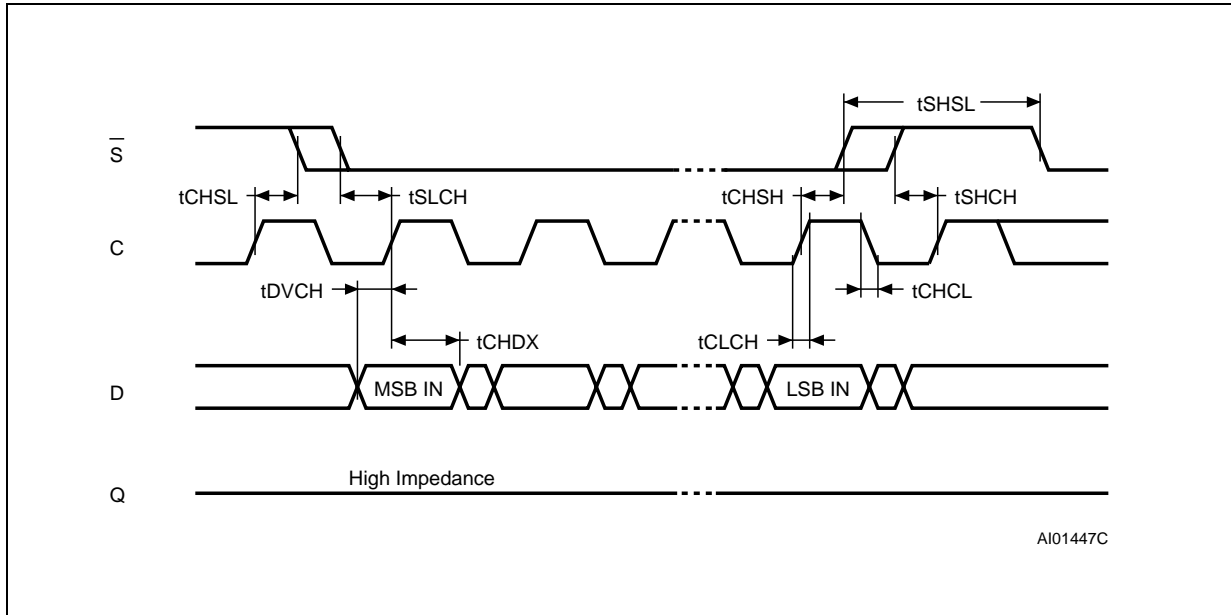 tSHSL
S
tCHSL
tSLCH
tCHSH
tSHCH
C
tDVCH
tCHCL
tCHDX
tCLCH
D
MSB IN
LSB IN
High Impedance
Q
AI01447C